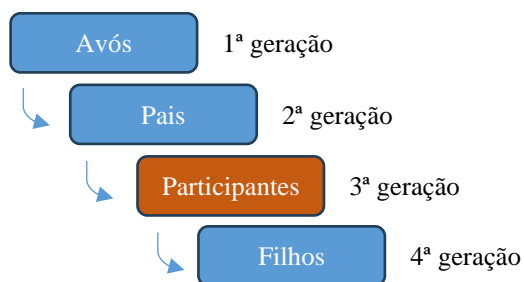 Avós 1ª geração
Pais 2ª geração
Participantes 3ª geração
Filhos 4ª geração